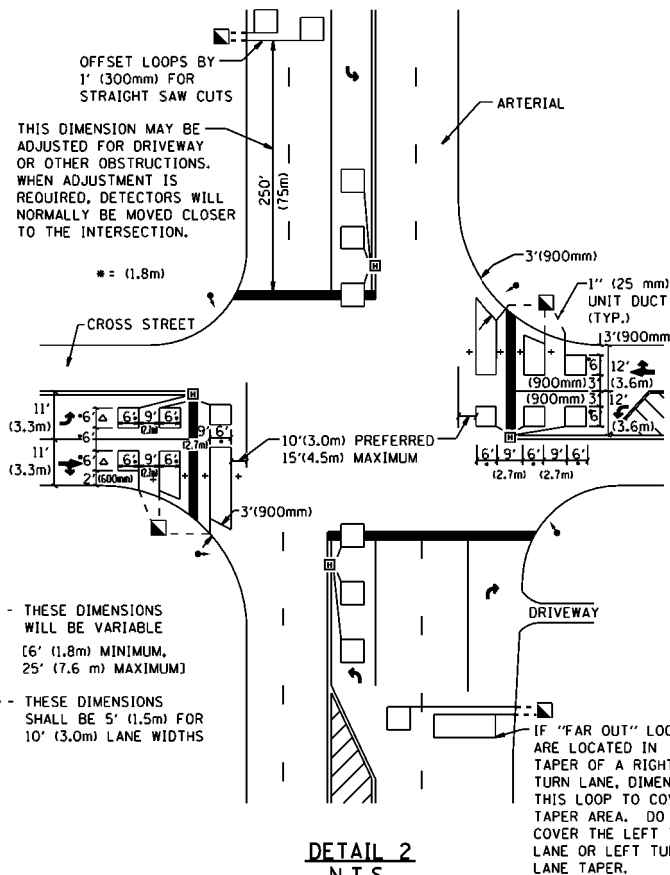 OFFSET LOOPS BY
1' (300mm) FOR
STRAIGHT SAW CUTS
ARTERIAL
THIS DIMENSION MAY BE
ADJUSTED FOR DRIVEWAY
OR OTHER OBSTRUCTIONS.
WHEN ADJUSTMENT IS
REQUIRED, DETECTORS WILL
NORMALLY BE MOVED CLOSER
TO THE INTERSECTION.
250'
(75m)
* = (1.8m)
H
3'(900mm)
1" (25 mm)
UNIT DUCT
(TYP.)
CROSS STREET
3'(900mm
6'
12'
(3.6m)
(900mm) 3'
(900mm) 3'
12'
6'
(3.6m)
H
11'
(3.3m)
6'
6' 9' 6'
(2.7m)
6'
9' 6'
(2.7m)
11'
(3.3m)
6'
6' 9' 6'
(2.7m)
2' (600mm)
10'(3.0m) PREFERRED
15'(4.5m) MAXIMUM
H
6' 9' 6' 9' 6'
(2.7m) (2.7m)
3'(900mm)
H
- THESE DIMENSIONS
WILL BE VARIABLE
[6' (1.8m) MINIMUM,
25' (7.6 m) MAXIMUM]
DRIVEWAY
- THESE DIMENSIONS
SHALL BE 5' (1.5m) FOR
10' (3.0m) LANE WIDTHS
IF "FAR OUT" LOO
ARE LOCATED IN
TAPER OF A RIGHT
TURN LANE, DIMEN
THIS LOOP TO COV
TAPER AREA. DO
COVER THE LEFT T
LANE OR LEFT TU
LANE TAPER.
DETAIL 2
N.T.S.